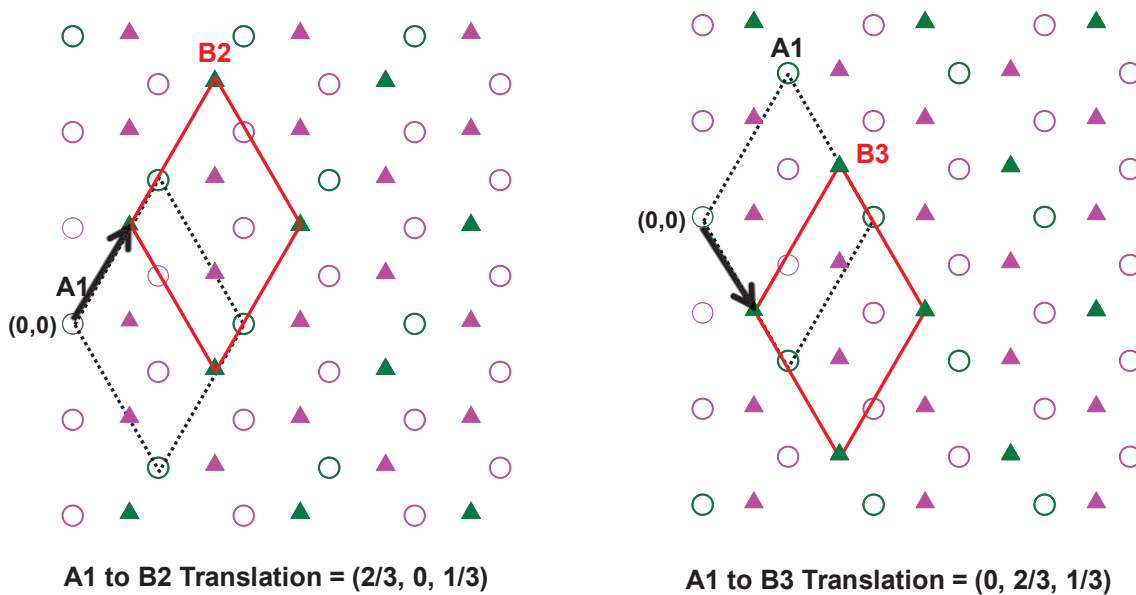 B2
A1
(0,0)
A1 to B2 Translation = (2/3, 0, 1/3)
A1
B3
(0,0)
A1 to B3 Translation = (0, 2/3, 1/3)